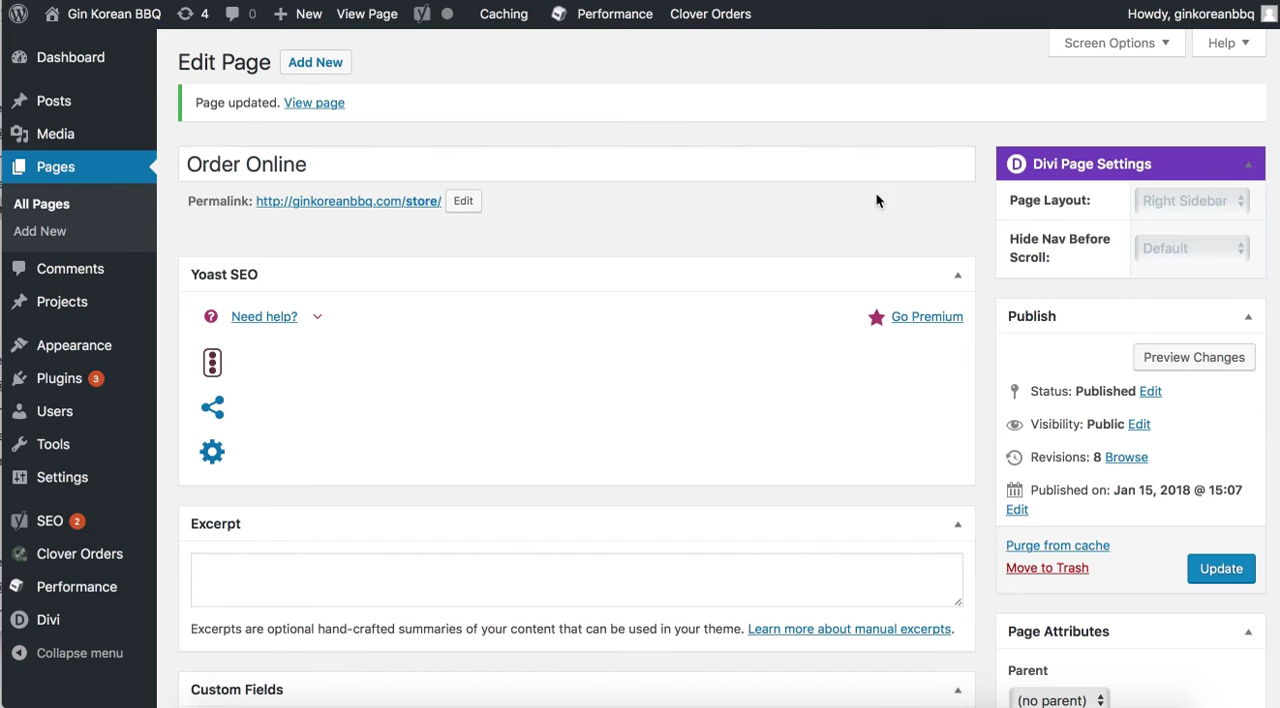 Gin Korean BBQ 4 0 New View Page Caching Performance Clover Orders Howdy, ginkoreanbbq
Screen Options Help
Dashboard
Posts
Media
Pages
All Pages
Add New
Comments
Projects
Appearance
Plugins 3
Users
Tools
Settings
SEO 2
Clover Orders
Performance
Divi
Collapse menu
Edit Page Add New
Page updated. View page
Order Online
Permalink: http://ginkoreanbbq.com/store/ Edit
Yoast SEO
Need help? Go Premium
Excerpt
Excerpts are optional hand-crafted summaries of your content that can be used in your theme. Learn more about manual excerpts.
Custom Fields
Divi Page Settings
Page Layout: Right Sidebar
Hide Nav Before
Scroll:
Default
Publish
Preview Changes
Status: Published Edit
Visibility: Public Edit
Revisions: 8 Browse
Published on: Jan 15, 2018 @ 15:07
Edit
Purge from cache
Move to Trash
Update
Page Attributes
Parent
(no parent)